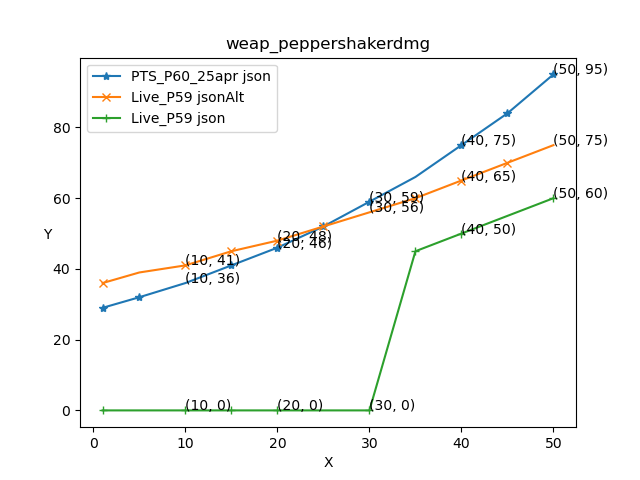 weap_peppershakerdmg
PTS_P60_25apr json
Live_P59 jsonAlt
Live_P59 json
(50, 95)
(40, 75)
(50, 75)
(40, 65)
(30, 59)
(30, 56)
(50, 60)
(40, 50)
(20, 48)
(20, 46)
(10, 41)
(10, 36)
(10, 0)
(20, 0)
(30, 0)
Y
80
60
40
20
0
0 10 20 30 40 50
X